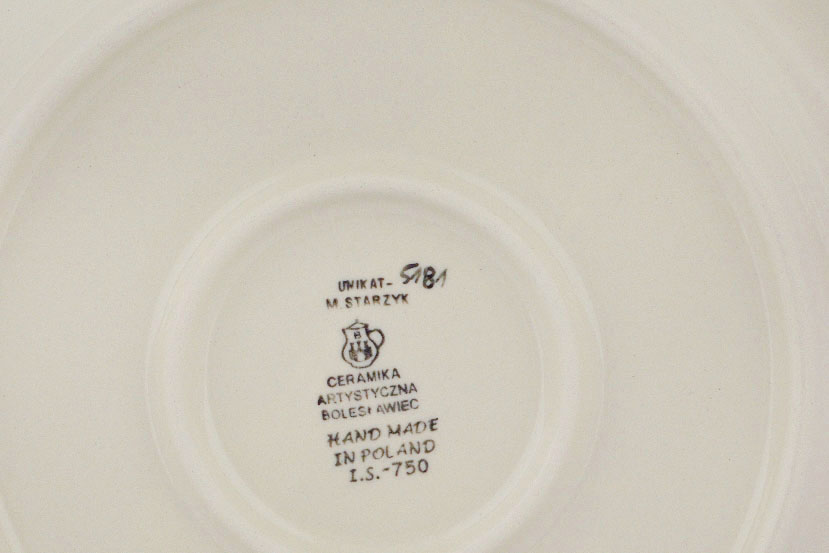 UNIKAT- 5181
M. STARZYK
B
CERAMIKA
ARTYSTYCZNA
BOLESŁAWIEC
HAND MADE
IN POLAND
I.S.-750